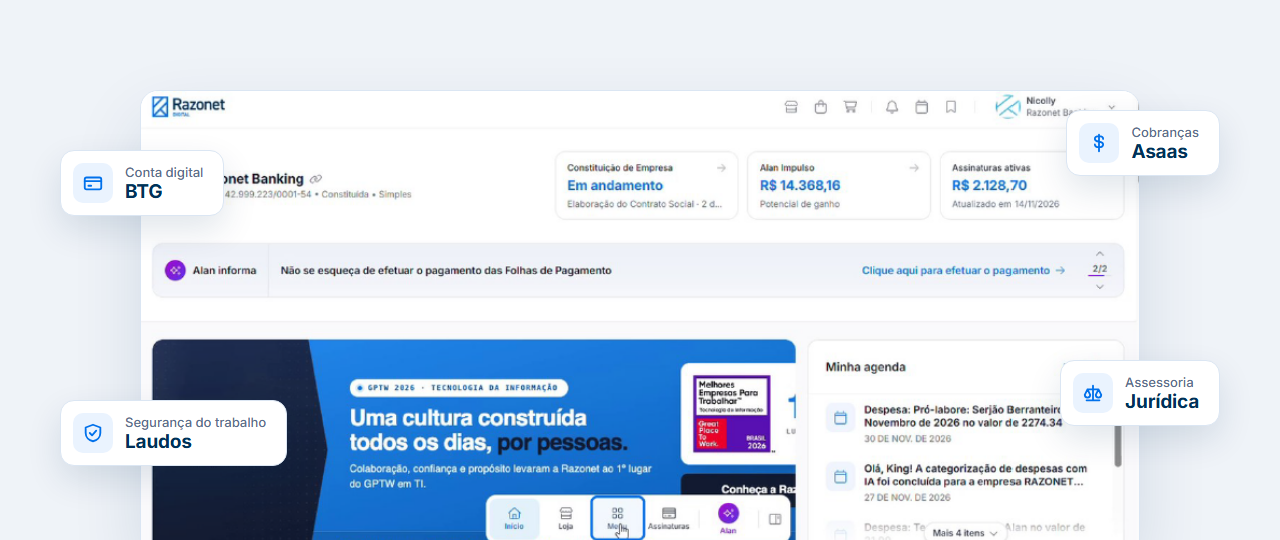 Razonet
DIGITAL
Nicolly
Razonet
Cobranças
Asaas
Conta digital
BTG
Banking
42.999.223/0001-54 • Constituída • Simples
Constituição de Empresa
Em andamento
Elaboração do Contrato Social - 2 d...
Alan Impulso
R$ 14.368,16
Potencial de ganho
Assinaturas ativas
R$ 2.128,70
Atualizado em 14/11/2026
Alan informa
Não se esqueça de efetuar o pagamento das Folhas de Pagamento
Clique aqui para efetuar o pagamento
2/2
GPTW 2026 · TECNOLOGIA DA INFORMAÇÃO
Uma cultura construída
todos os dias, por pessoas.
Colaboração, confiança e propósito levaram a Razonet ao 1º lugar
do GPTW em TI.
Melhores
Empresas Para
Trabalhar™
Tecnologia da Informação
Great
Place
To
Work.
BRASIL
2026
1
LU
Conheça a Raz
Segurança do trabalho
Laudos
Minha agenda
Assessoria
Jurídica
Despesa: Pró-labore: Serjão Berranteiro
Novembro de 2026 no valor de 2274.34
30 DE NOV. DE 2026
Olá, King! A categorização de despesas com
IA foi concluída para a empresa RAZONET...
27 DE NOV. DE 2026
Despesa:
Alan no valor de
Mais 4 itens
Início
Loja
Menu
Assinaturas
Alan